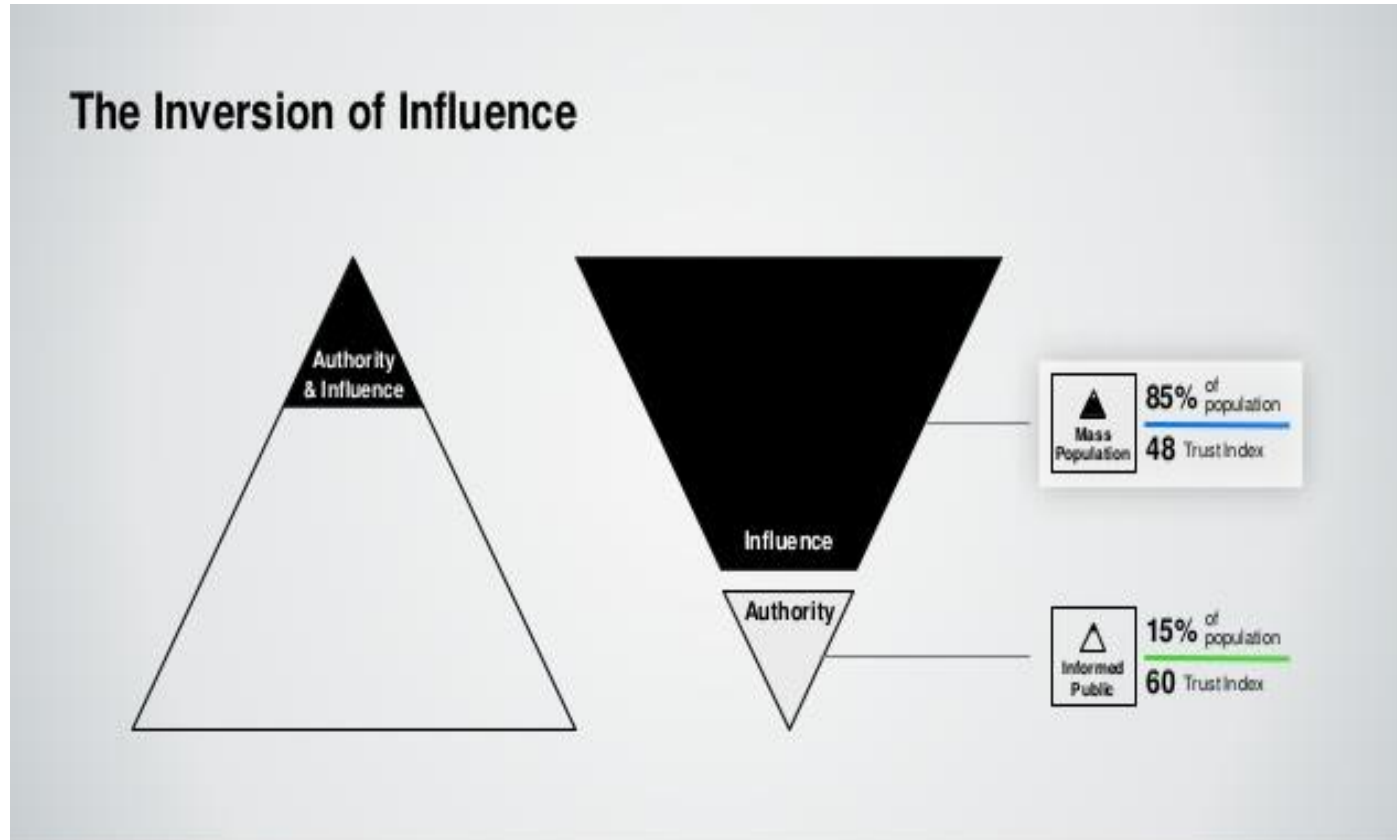 The Inversion of Influence
Authority
& Influence
Influence
Authority
Mass
Population
85% of
population
48 Trust Index
Informed
Public
15% of
population
60 Trust Index